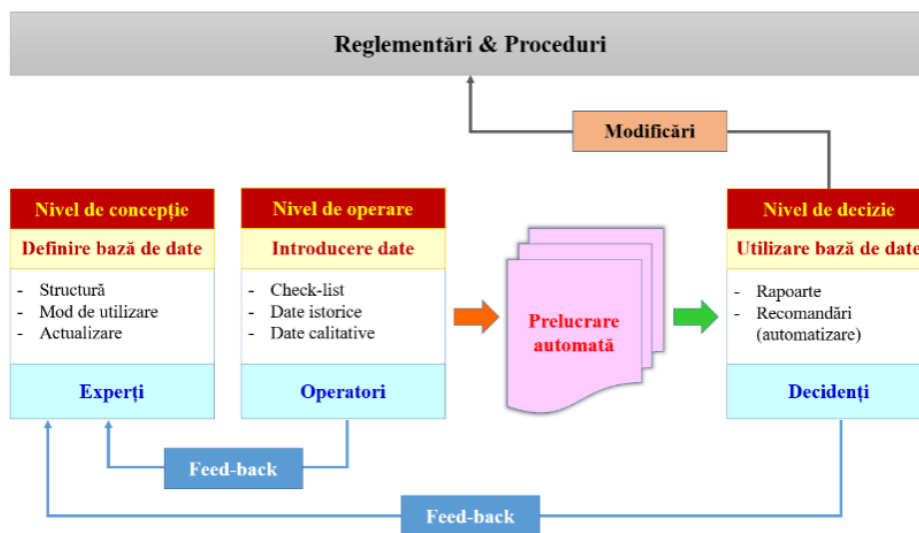 Reglementări & Proceduri
Modificări
Nivel de concepție
Definire bază de date
- Structură
- Mod de utilizare
- Actualizare
Experți
Nivel de operare
Introducere date
- Check-list
- Date istorice
- Date calitative
Operatori
Prelucrare
automată
Nivel de decizie
Utilizare bază de date
- Rapoarte
- Recomandări
(automatizare)
Decidenți
Feed-back
Feed-back